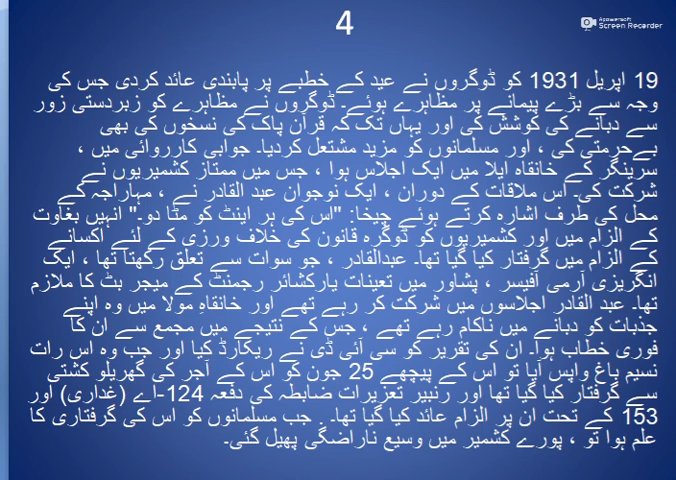 4
Apowersoft
Screen Recorder
19 اپریل 1931 کو ڈوگروں نے عید کے خطبے پر پابندی عائد کردی جس کی
وجہ سے بڑے پیمانے پر مظاہرے ہوئے۔ ڈوگروں نے مظاہرے کو زبردستی زور
سے دبانے کی کوشش کی اور یہاں تک کہ قرآن پاک کی نسخوں کی بھی
بےحرمتی کی ، اور مسلمانوں کو مزید مشتعل کردیا۔ جوابی کارروائی میں ،
سرینگر کے خانقاہ ایلا میں ایک اجلاس ہوا ، جس میں ممتاز کشمیریوں نے
شرکت کی۔ اس ملاقات کے دوران ، ایک نوجوان عبد القادر نے ، مہاراجہ کے
محل کی طرف اشارہ کرتے ہوئے چیخا: "اس کی ہر اینٹ کو مٹا دو۔" انہیں بغاوت
کے الزام میں اور کشمیریوں کو ڈوگرہ قانون کی خلاف ورزی کے لئے اکسانے
کے الزام میں گرفتار کیا گیا تھا۔ عبدالقادر ، جو سوات سے تعلق رکھتا تھا ، ایک
انگریزی آرمی آفیسر ، پشاور میں تعینات یارکشائر رجمنٹ کے میجر بٹ کا ملازم
تھا۔ عبد القادر اجلاسوں میں شرکت کر رہے تھے اور خانقاہِ مولا میں وہ اپنے
جذبات کو دبانے میں ناکام رہے تھے ، جس کے نتیجے میں مجمع سے ان کا
فوری خطاب ہوا۔ ان کی تقریر کو سی آئی ڈی نے ریکارڈ کیا اور جب وہ اس رات
نسیم باغ واپس آیا تو اس کے پیچھے 25 جون کو اس کے آجر کی گھریلو کشتی
سے گرفتار کیا گیا تھا اور رنبیر تعزیرات ضابطہ کی دفعہ 124-اے (غداری) اور
153 کے تحت ان پر الزام عائد کیا گیا تھا۔ . جب مسلمانوں کو اس کی گرفتاری کا
علم ہوا تو ، پورے کشمیر میں وسیع ناراضگی پھیل گئی۔